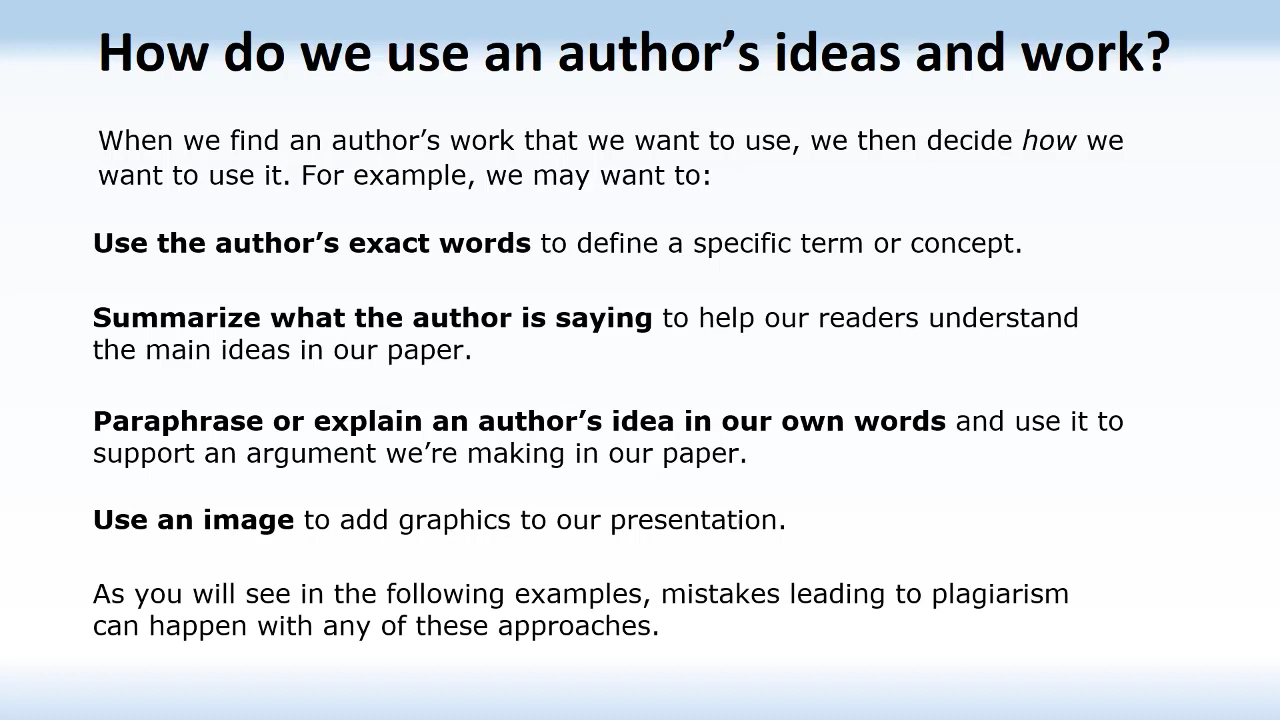 How do we use an author’s ideas and work?
When we find an author’s work that we want to use, we then decide how we
want to use it. For example, we may want to:
Use the author’s exact words to define a specific term or concept.
Summarize what the author is saying to help our readers understand
the main ideas in our paper.
Paraphrase or explain an author’s idea in our own words and use it to
support an argument we’re making in our paper.
Use an image to add graphics to our presentation.
As you will see in the following examples, mistakes leading to plagiarism
can happen with any of these approaches.